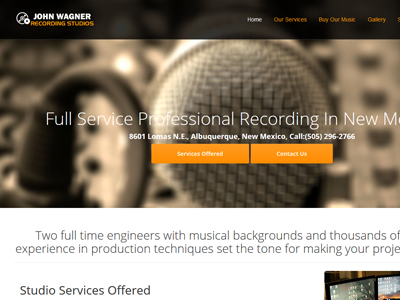 JOHN WAGNER
RECORDING STUDIOS
Home Our Services Buy Our Music Gallery S
Full Service Professional Recording In New Me
8601 Lomas N.E., Albuquerque, New Mexico, Call:(505) 296-2766
Services Offered Contact Us
Two full time engineers with musical backgrounds and thousands of
experience in production techniques set the tone for making your proje
Studio Services Offered